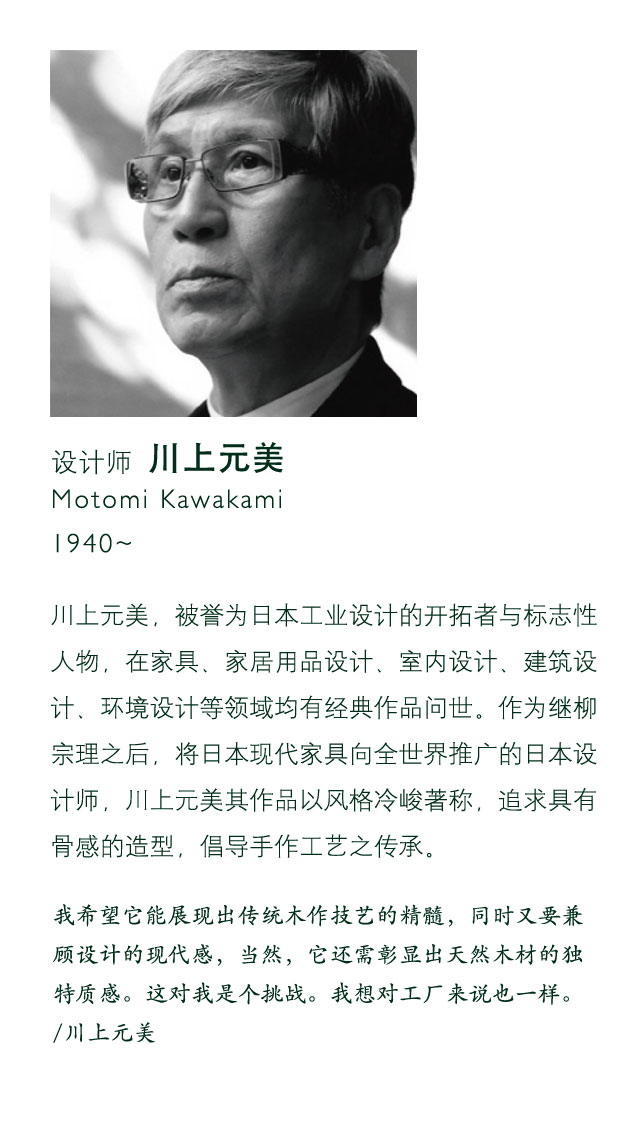 设计师 川上元美
Motomi Kawakami
1940~
川上元美，被誉为日本工业设计的开拓者与标志性
人物，在家具、家居用品设计、室内设计、建筑设
计、环境设计等领域均有经典作品问世。作为继柳
宗理之后，将日本现代家具向全世界推广的日本设
计师，川上元美其作品以风格冷峻著称，追求具有
骨感的造型，倡导手作工艺之传承。
我希望它能展现出传统木作技艺的精髓，同时又要兼
顾设计的现代感，当然，它还需彰显出天然木材的独
特质感。这对我是个挑战。我想对工厂来说也一样。
/川上元美